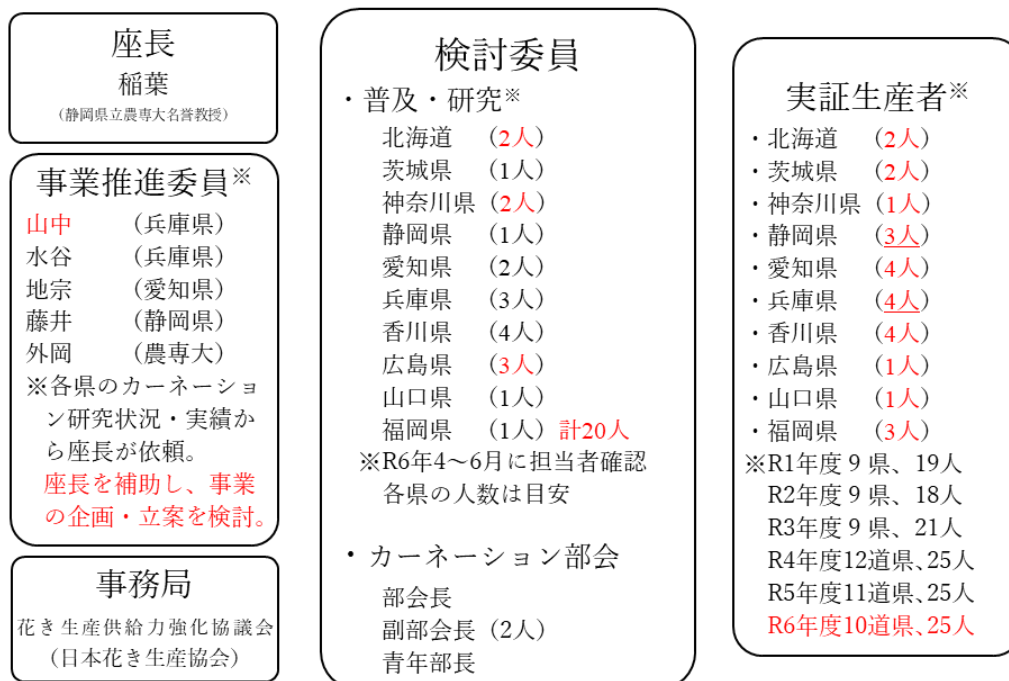 座長
稲葉
(静岡県立農専大名誉教授)
事業推進委員※
山中 (兵庫県)
水谷 (兵庫県)
地宗 (愛知県)
藤井 (静岡県)
外岡 (農専大)
※各県のカーネーショ
ン研究状況・実績か
ら座長が依頼。
座長を補助し、事業
の企画・立案を検討。
事務局
花き生産供給力強化協議会
(日本花き生産協会)
検討委員
・普及・研究※
北海道 (2人)
茨城県 (1人)
神奈川県 (2人)
静岡県 (1人)
愛知県 (2人)
兵庫県 (3人)
香川県 (4人)
広島県 (3人)
山口県 (1人)
福岡県 (1人) 計20人
※R6年4～6月に担当者確認
各県の人数は目安
・カーネーション部会
部会長
副部会長 (2人)
青年部長
実証生産者※
・北海道 (2人)
・茨城県 (2人)
・神奈川県 (1人)
・静岡県 (3人)
・愛知県 (4人)
・兵庫県 (4人)
・香川県 (4人)
・広島県 (1人)
・山口県 (1人)
・福岡県 (3人)
※R1年度9県、19人
R2年度9県、18人
R3年度9県、21人
R4年度12道県、25人
R5年度11道県、25人
R6年度10道県、25人